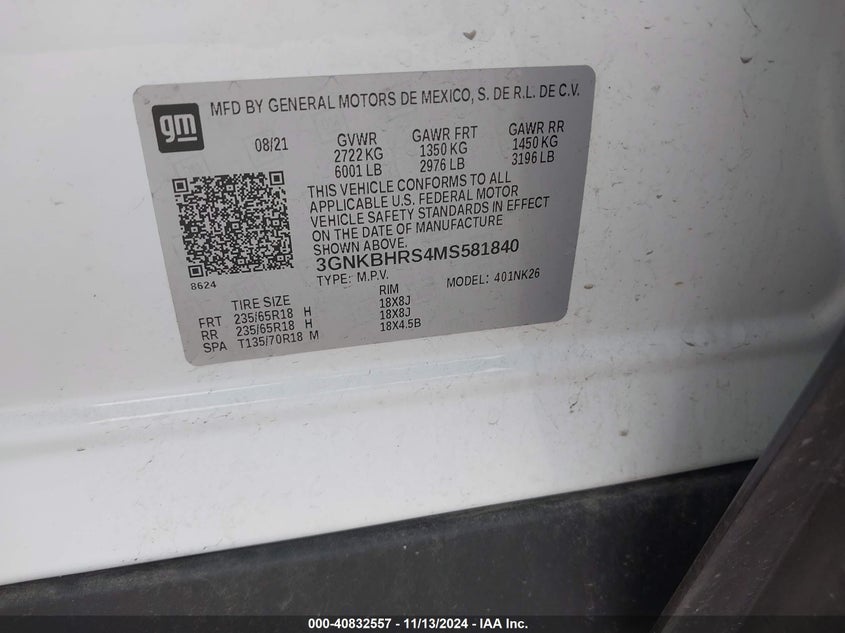 gm
MFD BY GENERAL MOTORS DE MEXICO, S. DE R.L. DE C.V.
08/21 GVWR GAWR FRT GAWR RR
2722 KG 1350 KG 1450 KG
6001 LB 2976 LB 3196 LB
THIS VEHICLE CONFORMS TO ALL
APPLICABLE U.S. FEDERAL MOTOR
VEHICLE SAFETY STANDARDS IN EFFECT
ON THE DATE OF MANUFACTURE
SHOWN ABOVE.
3GNKBHRS4MS581840
TYPE: M.P.V. MODEL: 401NK26
8624
TIRE SIZE RIM
FRT 235/65R18 H 18X8J
RR 235/65R18 H 18X8J
SPA T135/70R18 M 18X4.5B
000-40832557 - 11/13/2024 - IAA Inc.